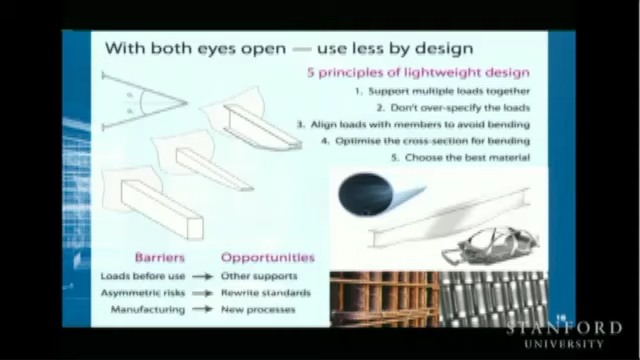 With both eyes open — use less by design
5 principles of lightweight design
1. Support multiple loads together
2. Don't over-specify the loads
3. Align loads with members to avoid bending
4. Optimise the cross-section for bending
5. Choose the best material
Barriers Opportunities
Loads before use → Other supports
Asymmetric risks → Rewrite standards
Manufacturing → New processes
STANFORD
UNIVERSITY